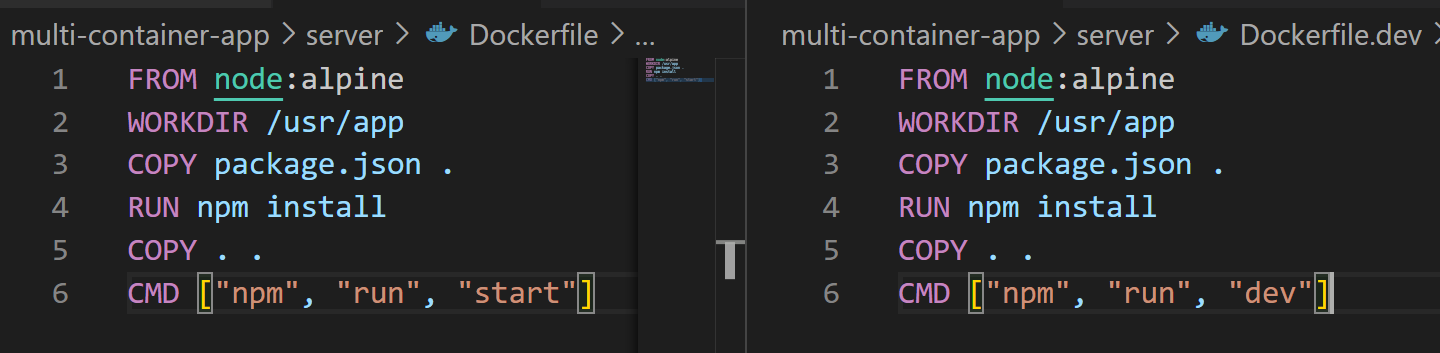 multi-container-app > server > Dockerfile > ...
1 FROM node:alpine
2 WORKDIR /usr/app
3 COPY package.json .
4 RUN npm install
5 COPY . .
6 CMD ["npm", "run", "start"]
multi-container-app > server > Dockerfile.dev >
1 FROM node:alpine
2 WORKDIR /usr/app
3 COPY package.json .
4 RUN npm install
5 COPY . .
6 CMD ["npm", "run", "dev"]